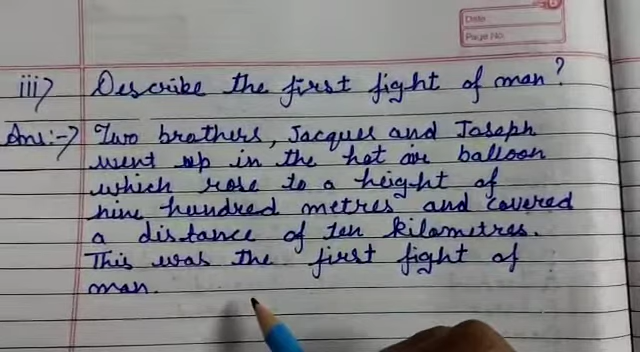 Date
Page No.
iii) Describe the first fight of man?
Ans:-) Two brothers, Jacques and Jaseph
went up in the hot air balloon
which rose to a height of
nine hundred metres and covered
a distance of ten kilometres.
This was the first fight of
man.